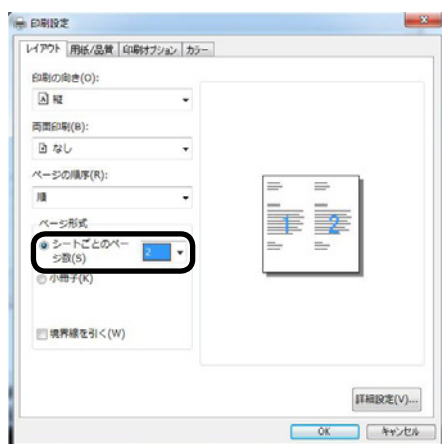 印刷設定
レイアウト 用紙/品質 印刷オプション カラー
印刷の向き(O):
A 縦
両面印刷(B):
なし
ページの順序(R):
順
ページ形式
シートごとのペー
ジ数(S)
2
小冊子(K)
境界線を引く(W)
1 2
詳細設定(V)...
OK キャンセル